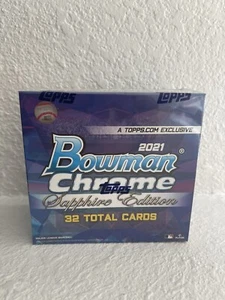 TOPPS
TOPPS
A TOPPS.COM EXCLUSIVE
2021
Bowman
Chrome
TOPPS
Sapphire Edition
32 TOTAL CARDS